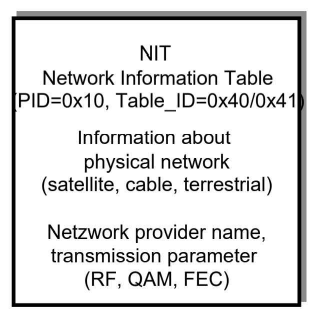 NIT
Network Information Table
(PID=0x10, Table_ID=0x40/0x41)
Information about
physical network
(satellite, cable, terrestrial)
Netzwork provider name,
transmission parameter
(RF, QAM, FEC)